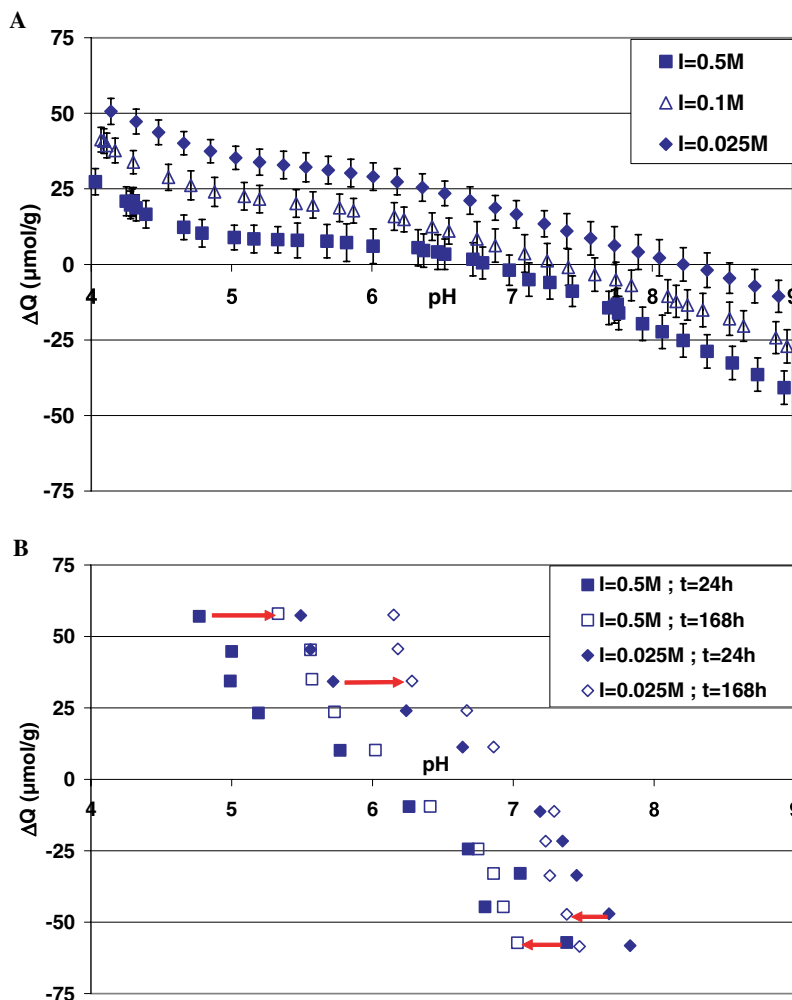 A
75
50
25
0
-25
-50
-75
ΔQ (µmol/g)
4
5
6
pH
7
8
9
I=0.5M
I=0.1M
I=0.025M
B
75
50
25
0
-25
-50
-75
ΔQ (µmol/g)
4
5
6
pH
7
8
9
I=0.5M ; t=24h
I=0.5M ; t=168h
I=0.025M ; t=24h
I=0.025M ; t=168h